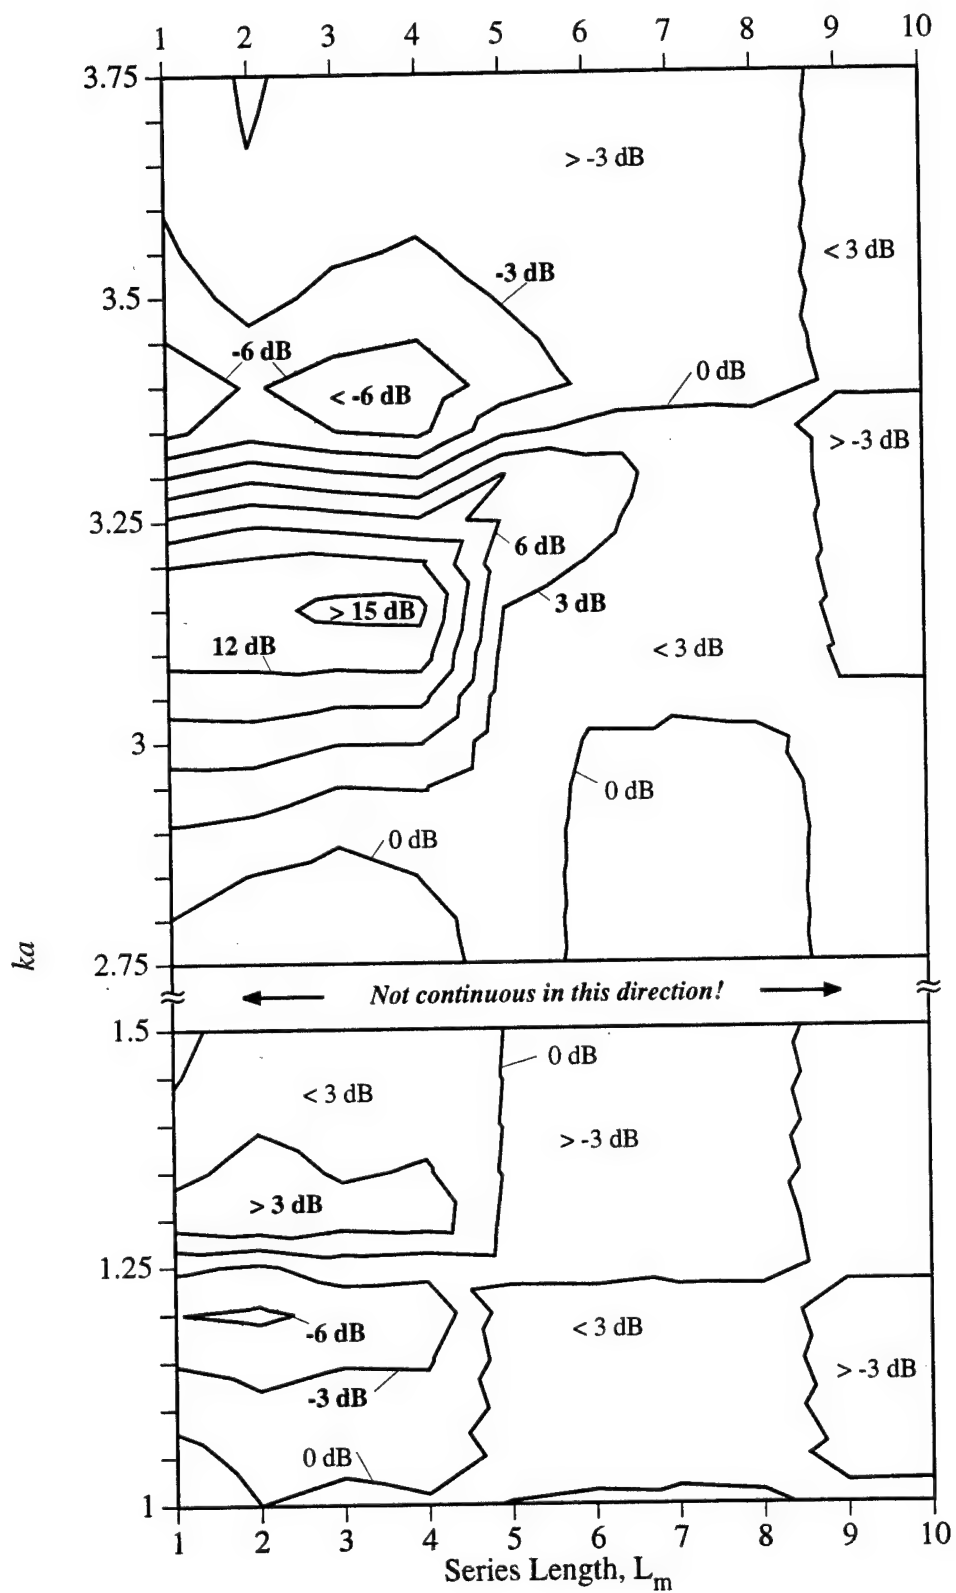 1 2 3 4 5 6 7 8 9 10
3.75
> -3 dB
< 3 dB
-3 dB
3.5
-6 dB
0 dB
< -6 dB
> -3 dB
3.25
6 dB
3 dB
> 15 dB
12 dB
< 3 dB
3
0 dB
0 dB
ka
2.75
Not continuous in this direction!
1.5
0 dB
< 3 dB
> -3 dB
> 3 dB
1.25
-6 dB
< 3 dB
> -3 dB
-3 dB
0 dB
1
1 2 3 4 5 6 7 8 9 10
Series Length, Lm